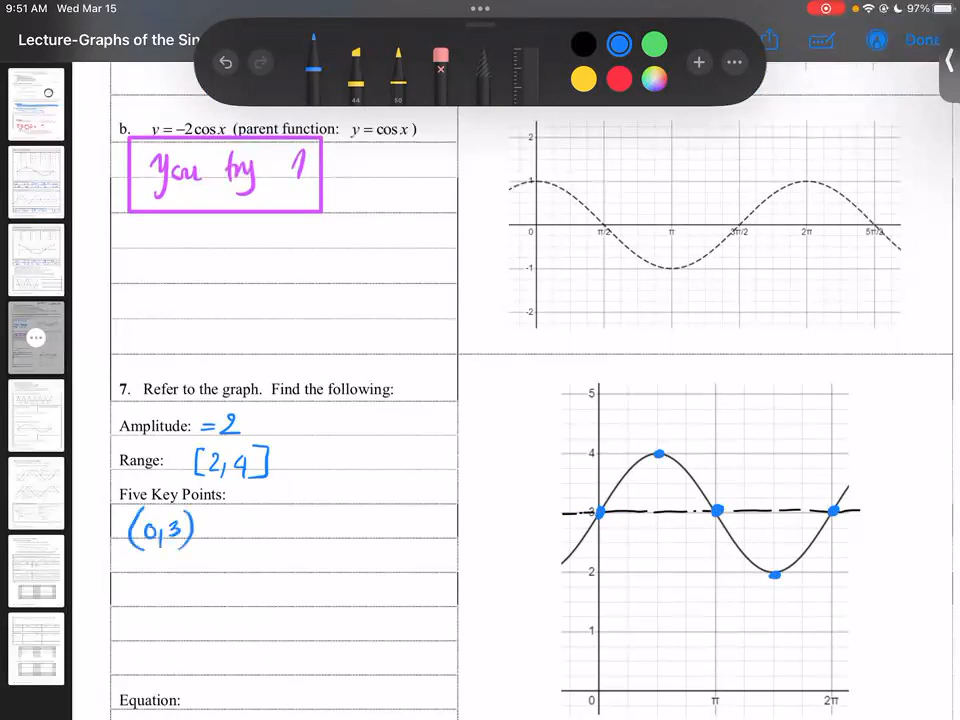 9:51 AM Wed Mar 15
97%
Lecture-Graphs of the Sin
Done
44
50
b. y = −2cos x (parent function: y = cos x )
you try
2
1
0
π/2
π
3π/2
2π
5π/2
-1
-2
7. Refer to the graph. Find the following:
Amplitude: = 2
Range: [2,4]
Five Key Points:
(0,3)
Equation:
5
4
3
2
1
0
π
2π